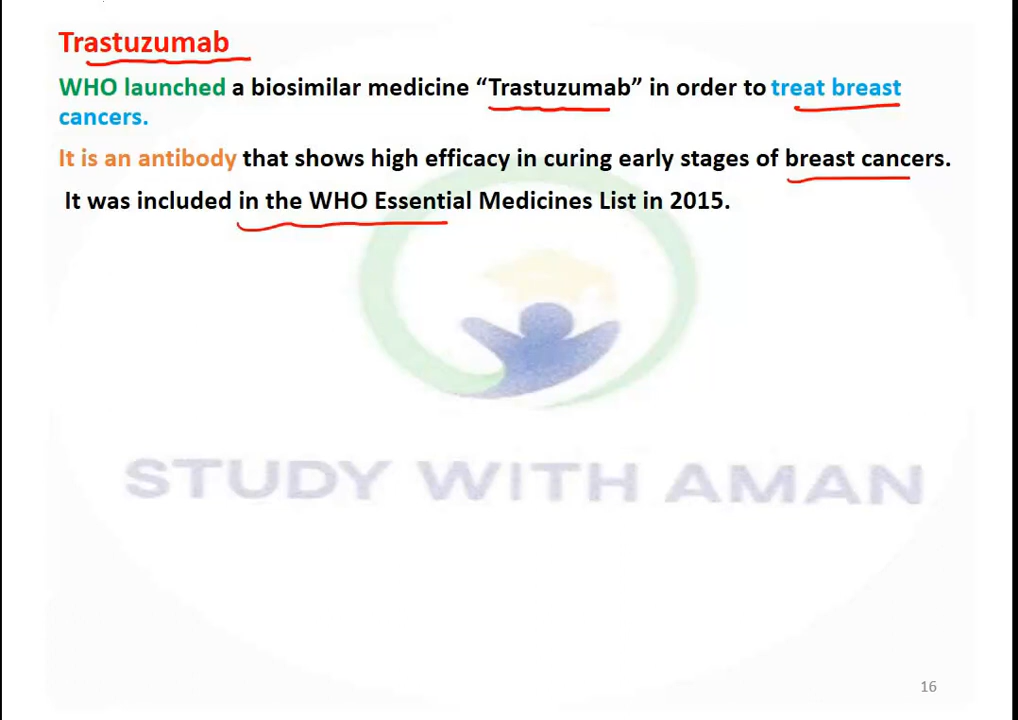 Trastuzumab
WHO launched a biosimilar medicine “Trastuzumab” in order to treat breast
cancers.
It is an antibody that shows high efficacy in curing early stages of breast cancers.
It was included in the WHO Essential Medicines List in 2015.
STUDY WITH AMAN
16